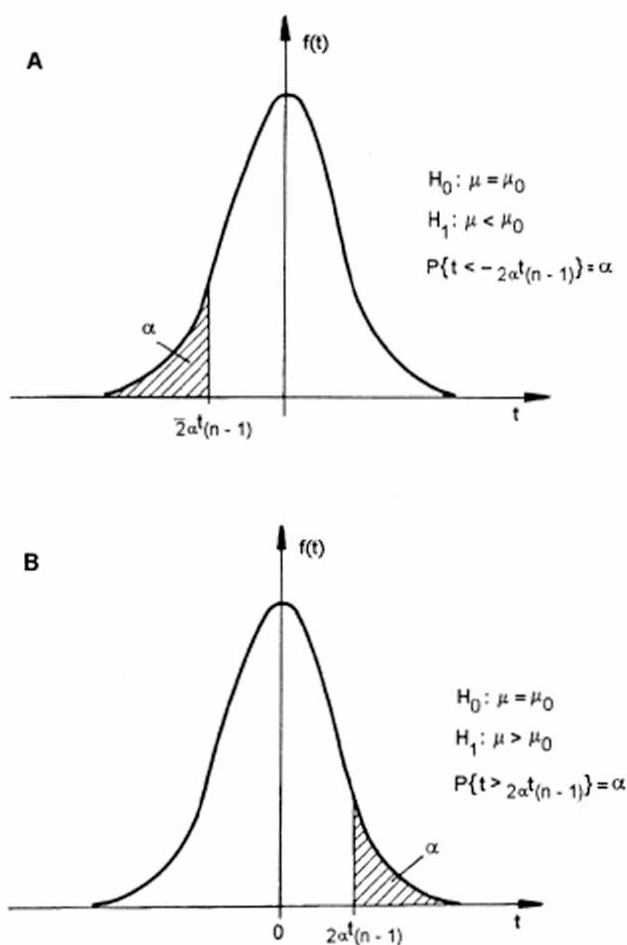 A
f(t)
H₀: μ = μ₀
H₁: μ < μ₀
P{t < − ₂αt₍n - 1₎} = α
α
t
‾₂αt(n - 1)
B
f(t)
H₀: μ = μ₀
H₁: μ > μ₀
P{t > ₂αt₍n - 1₎} = α
α
t
0
2αt(n - 1)